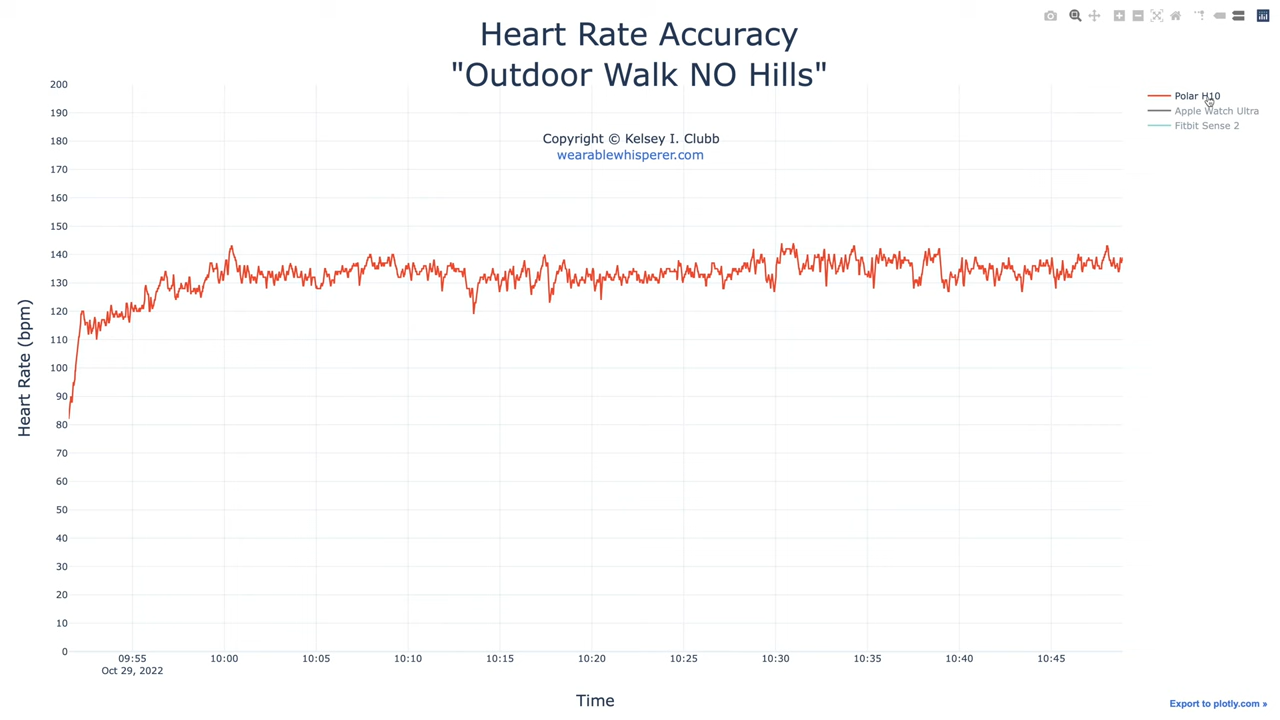 Heart Rate Accuracy
"Outdoor Walk NO Hills"
Copyright © Kelsey I. Clubb
wearablewhisperer.com
Polar H10
Apple Watch Ultra
Fitbit Sense 2
Heart Rate (bpm)
200
190
180
170
160
150
140
130
120
110
100
90
80
70
60
50
40
30
20
10
0
09:55 10:00 10:05 10:10 10:15 10:20 10:25 10:30 10:35 10:40 10:45
Oct 29, 2022
Time
Export to plotly.com »